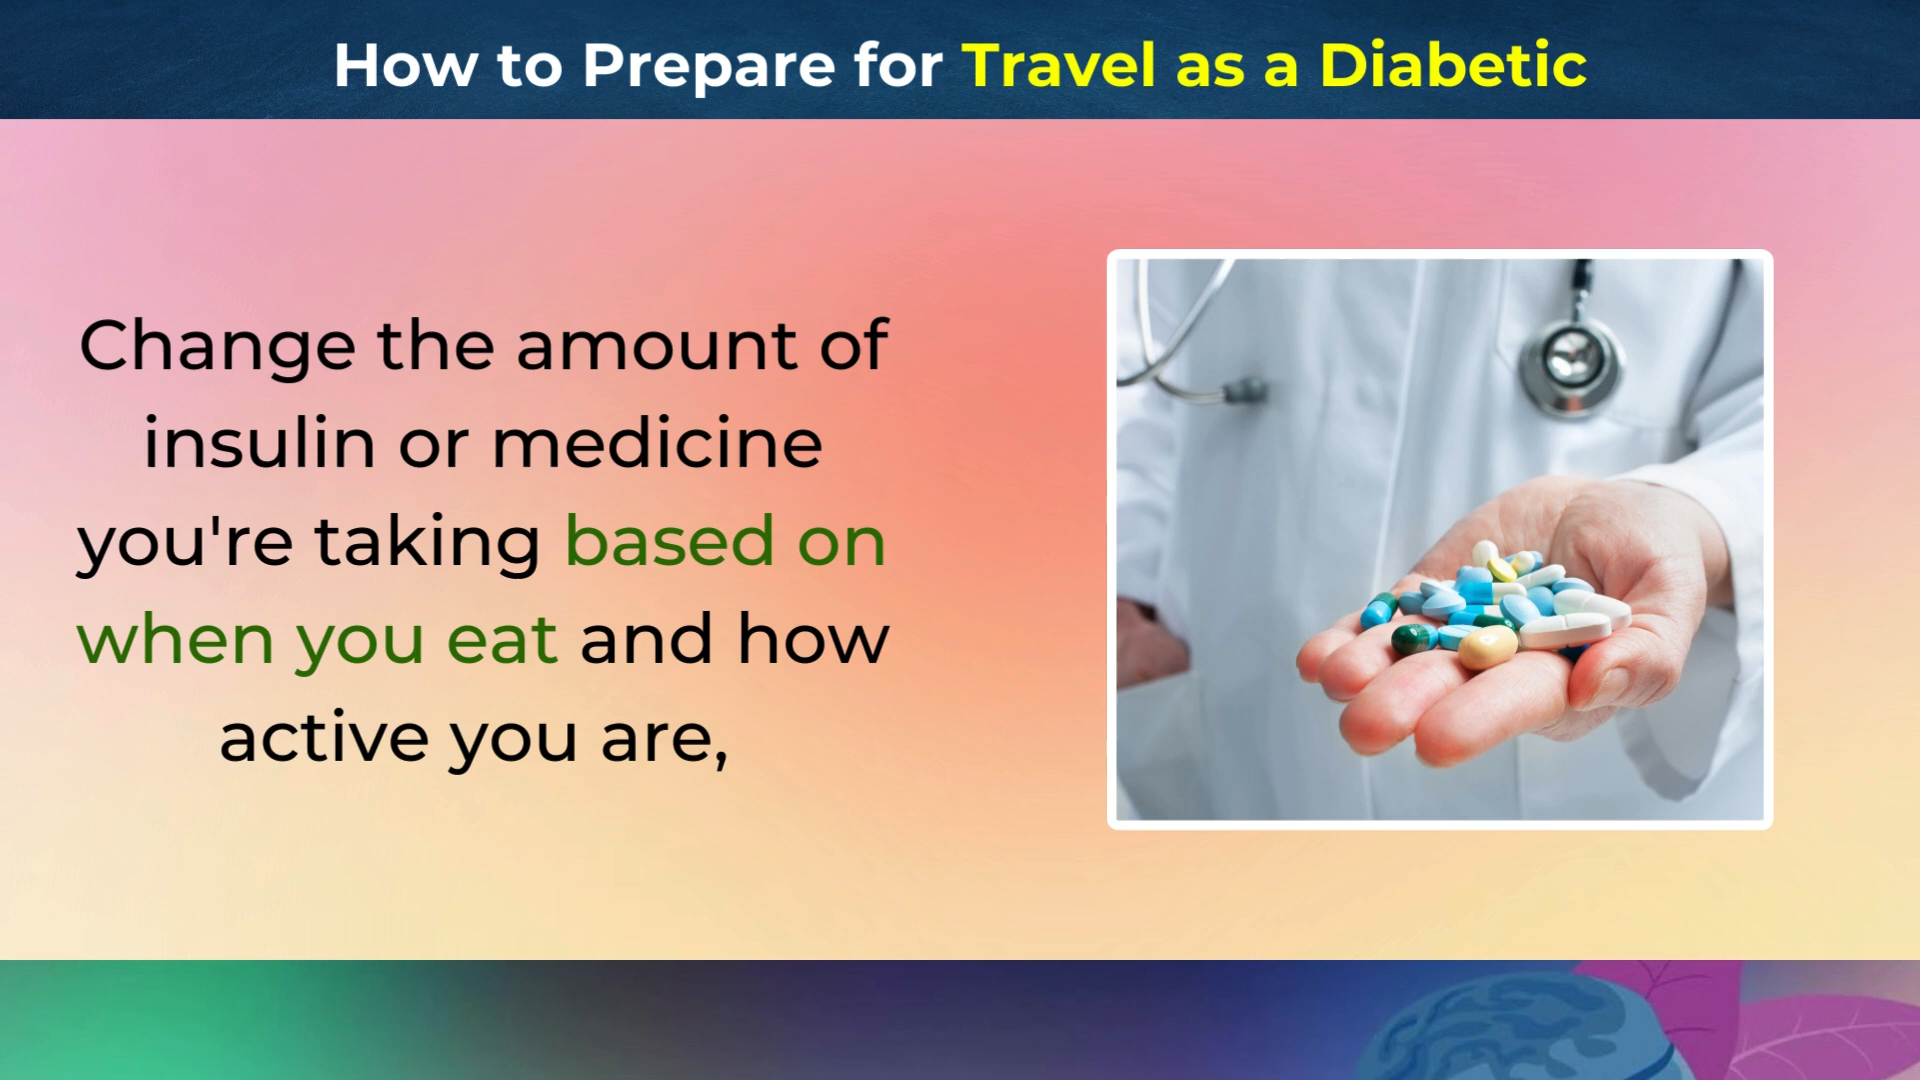 How to Prepare for Travel as a Diabetic
Change the amount of
insulin or medicine
you're taking based on
when you eat and how
active you are,